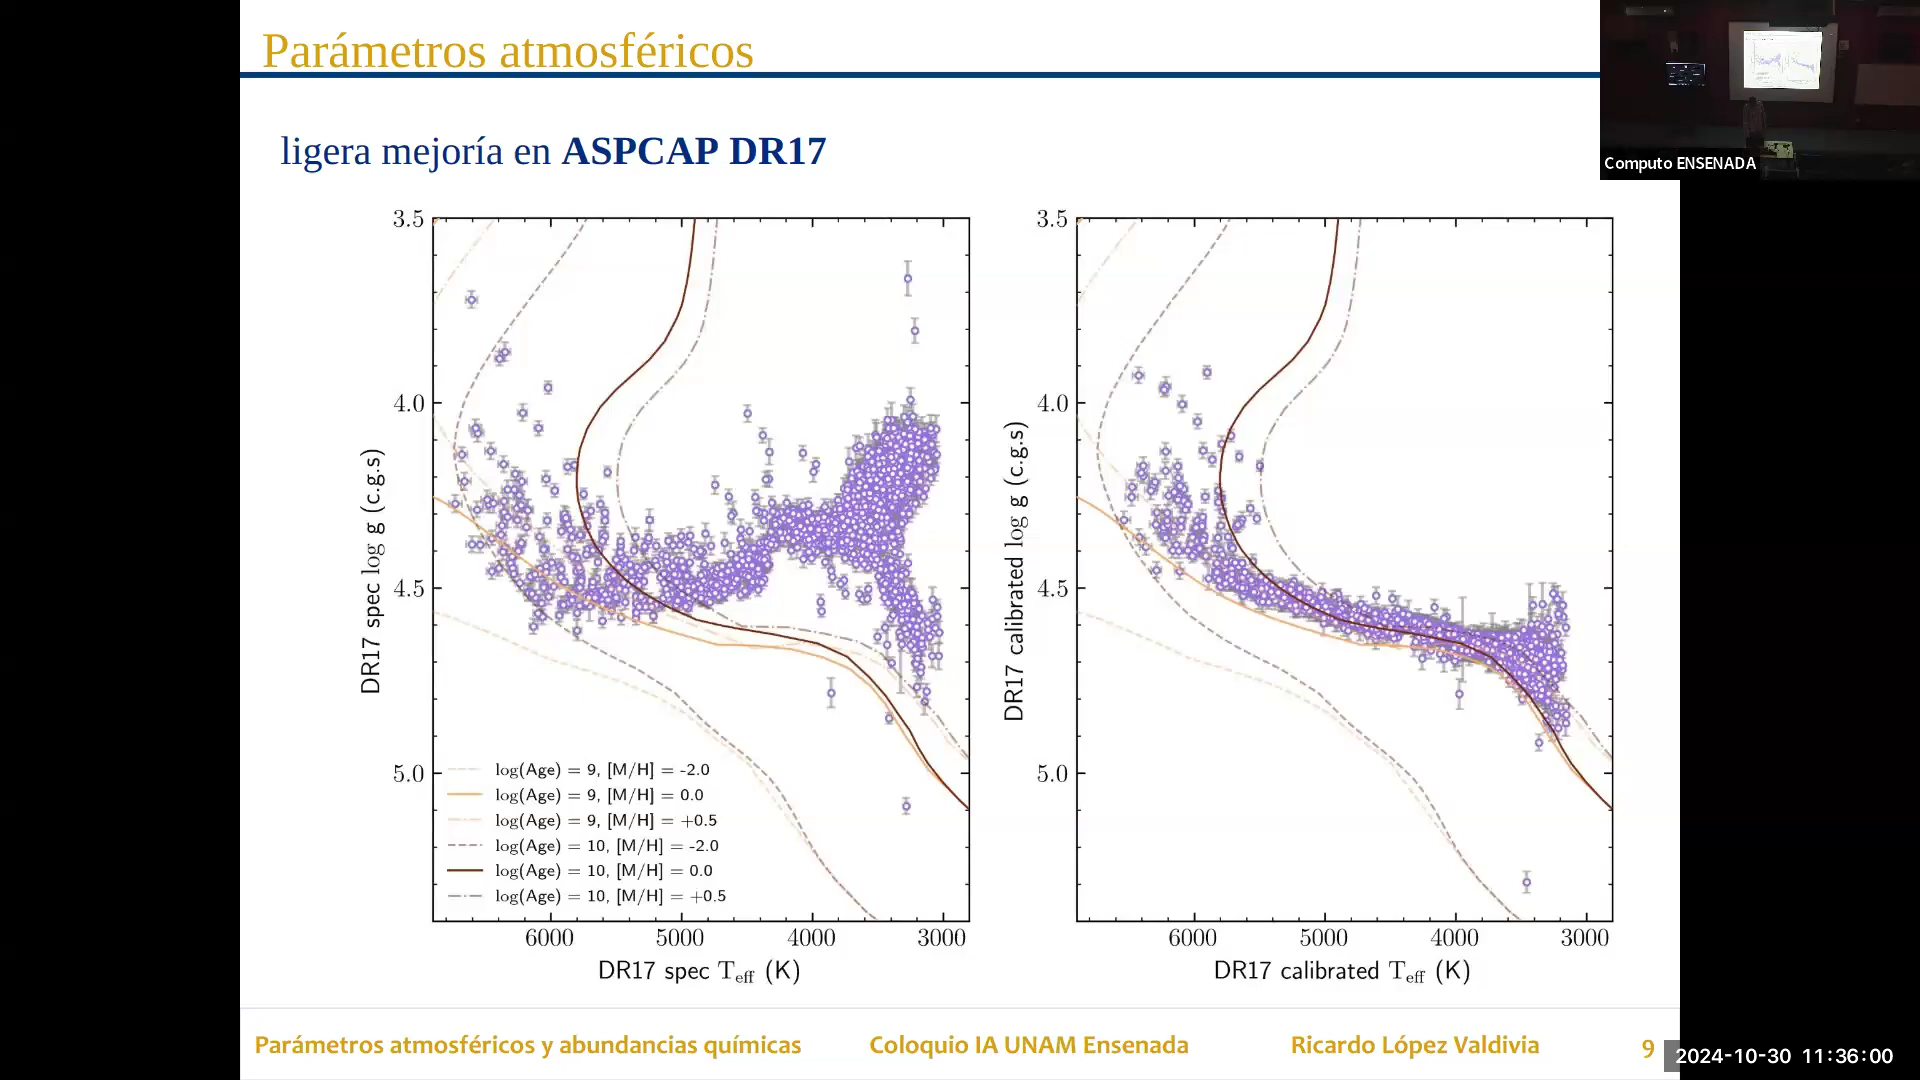 Parámetros atmosféricos
Computo ENSENADA
ligera mejoría en ASPCAP DR17
3.5
4.0
4.5
5.0
DR17 spec log g (c.g.s)
log(Age) = 9, [M/H] = -2.0
log(Age) = 9, [M/H] = 0.0
log(Age) = 9, [M/H] = +0.5
log(Age) = 10, [M/H] = -2.0
log(Age) = 10, [M/H] = 0.0
log(Age) = 10, [M/H] = +0.5
6000 5000 4000 3000
DR17 spec Teff (K)
3.5
4.0
4.5
5.0
DR17 calibrated log g (c.g.s)
6000 5000 4000 3000
DR17 calibrated Teff (K)
Parámetros atmosféricos y abundancias químicas Coloquio IA UNAM Ensenada Ricardo López Valdivia 9
2024-10-30 11:36:00